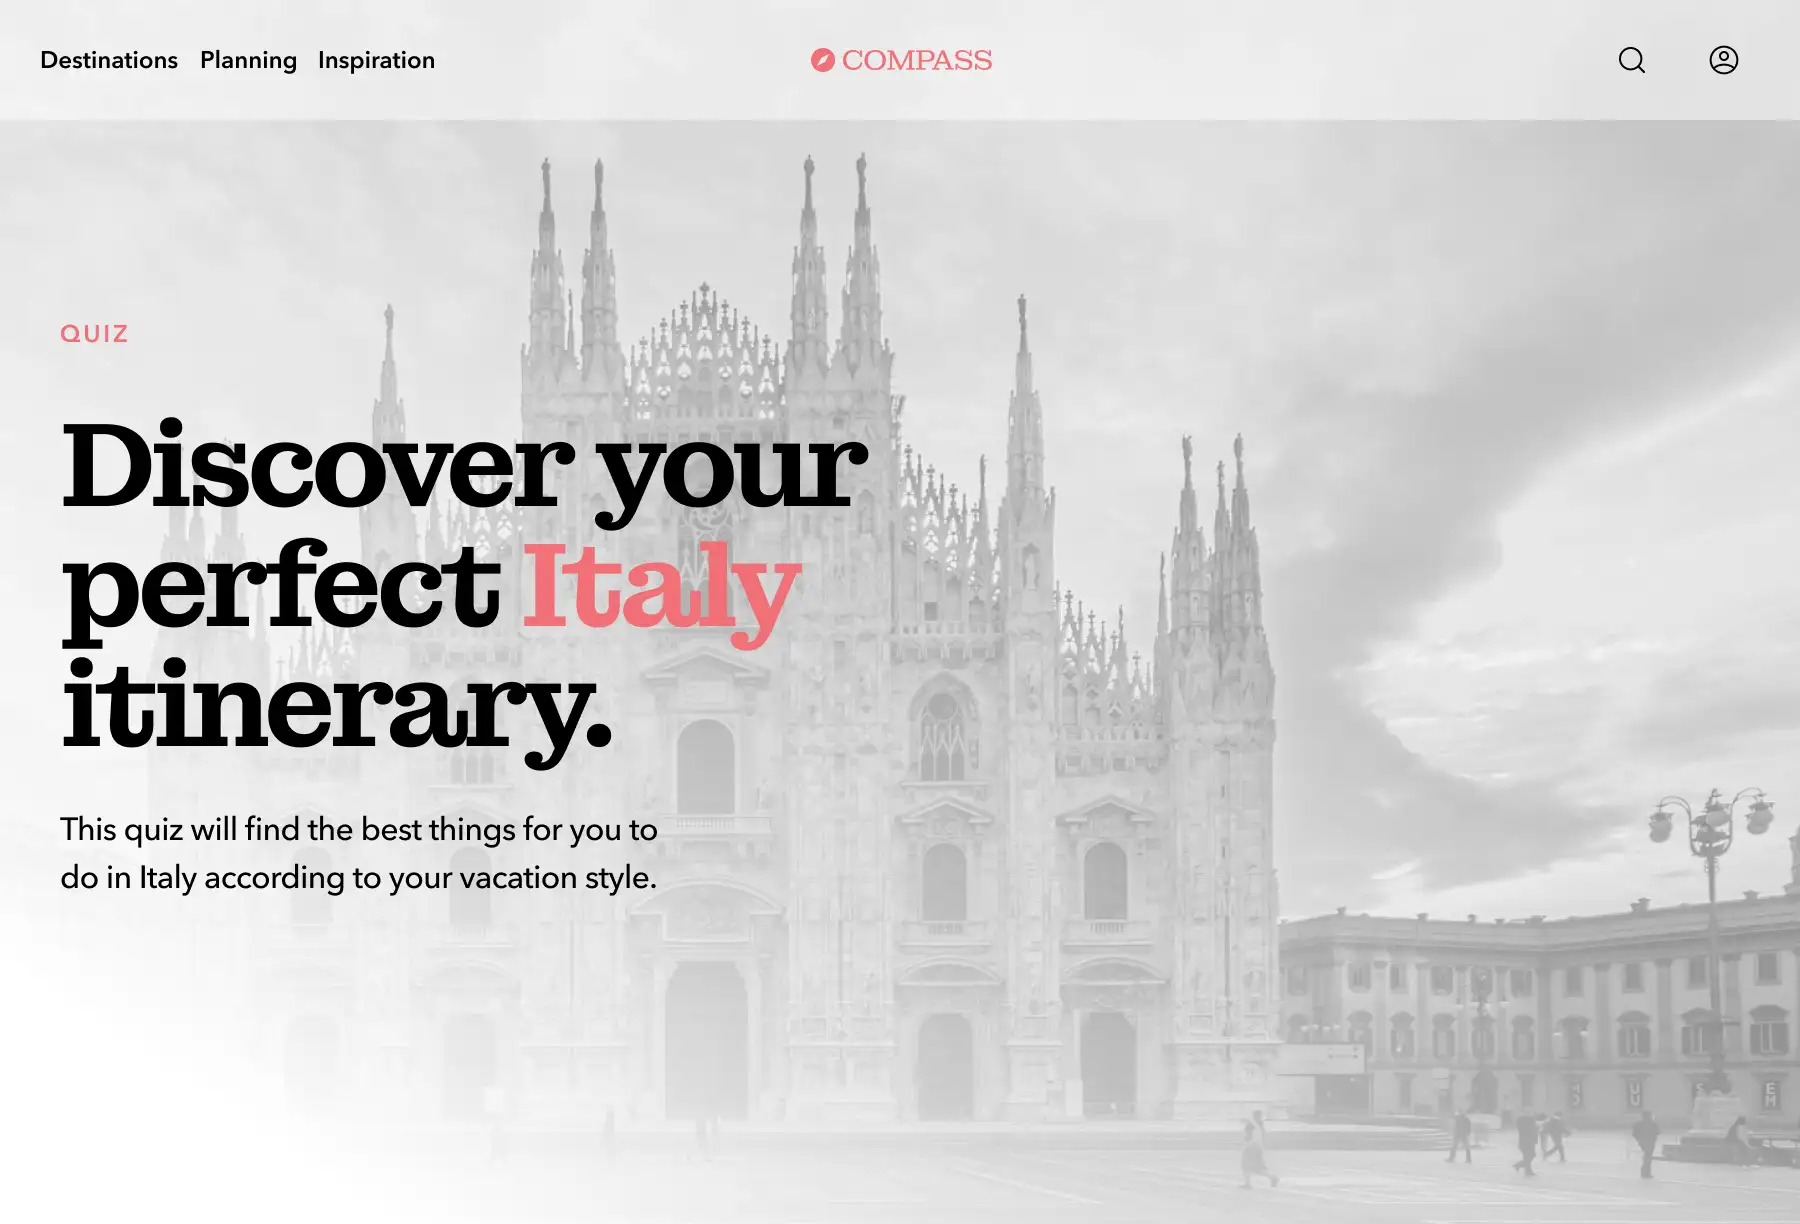 Destinations Planning Inspiration
COMPASS
QUIZ
Discover your
perfect Italy
itinerary.
This quiz will find the best things for you to
do in Italy according to your vacation style.